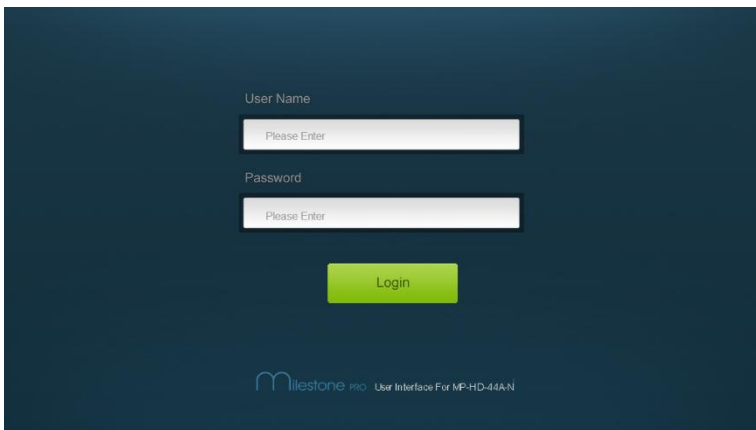 User Name
Please Enter
Password
Please Enter
Login
Milestone PRO User Interface For MP-HD-44A-N